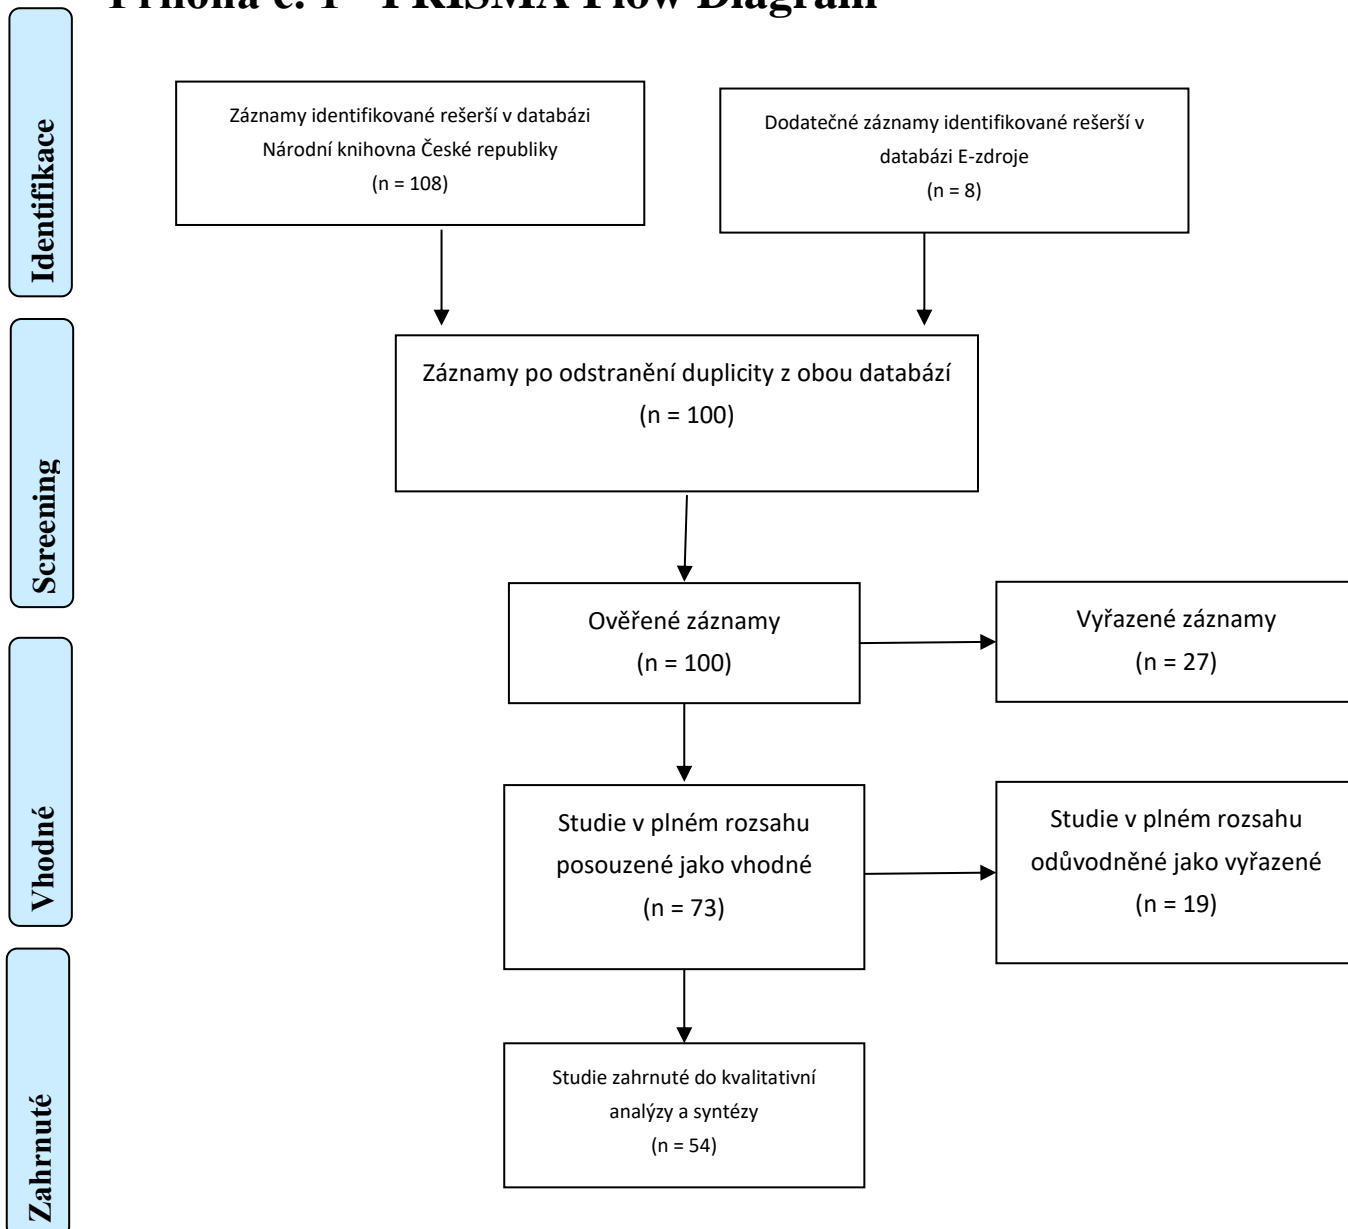 PRISMA Flow Diagram
Identifikace
Záznamy identifikované rešerší v databázi
Národní knihovna České republiky
(n = 108)
Dodatečné záznamy identifikované rešerší v
databázi E-zdroje
(n = 8)
Screening
Záznamy po odstranění duplicity z obou databází
(n = 100)
Ověřené záznamy
(n = 100)
Vyřazené záznamy
(n = 27)
Vhodné
Studie v plném rozsahu
posouzené jako vhodné
(n = 73)
Studie v plném rozsahu
odůvodněné jako vyřazené
(n = 19)
Zahrnuté
Studie zahrnuté do kvalitativní
analýzy a syntézy
(n = 54)